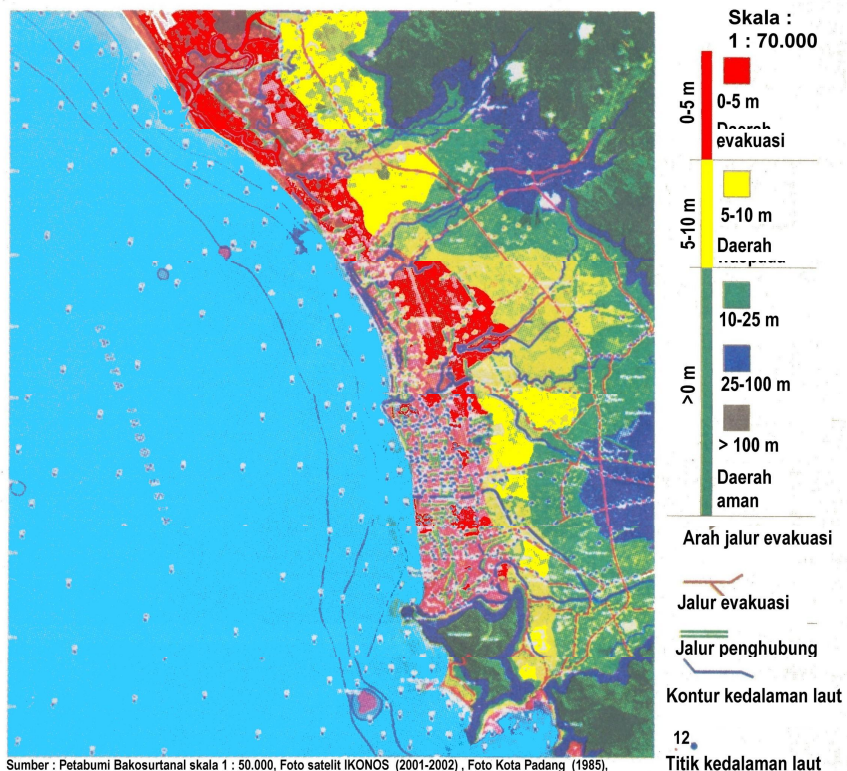 Skala :
1 : 70.000
0-5 m
0-5 m
Daerah
evakuasi
5-10 m
5-10 m
Daerah
waspada
>0 m
10-25 m
25-100 m
> 100 m
Daerah
aman
Arah jalur evakuasi
Jalur evakuasi
Jalur penghubung
Kontur kedalaman laut
12
Titik kedalaman laut
Sumber : Petabumi Bakosurtanal skala 1 : 50.000, Foto satelit IKONOS (2001-2002) , Foto Kota Padang (1985),